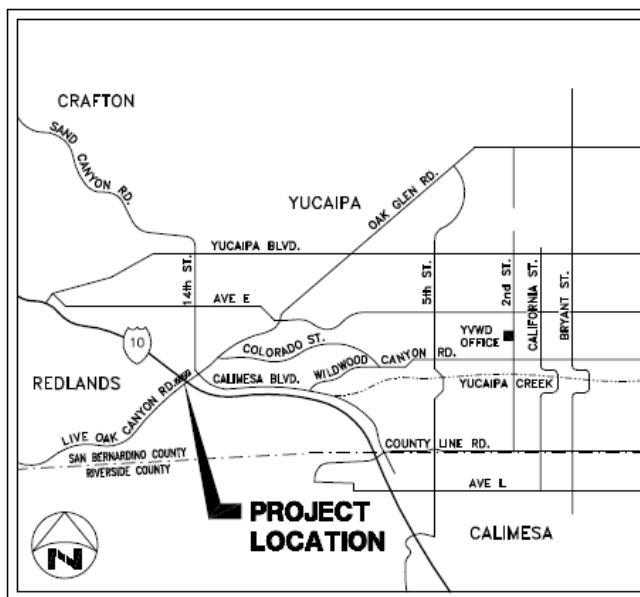 CRAFTON
SAND
CANYON RD.
YUCAIPA
OAK GLEN RD.
YUCAIPA BLVD.
14th ST.
AVE E
5th ST.
2nd ST.
CALIFORNIA ST.
BRYANT ST.
10
COLORADO ST.
YVWD
OFFICE
WILDWOOD CANYON RD.
REDLANDS
CALIMESA BLVD.
YUCAIPA CREEK
LIVE OAK CANYON RD.
SAN BERNARDINO COUNTY
RIVERSIDE COUNTY
COUNTY LINE RD.
AVE L
PROJECT
LOCATION
CALIMESA
N